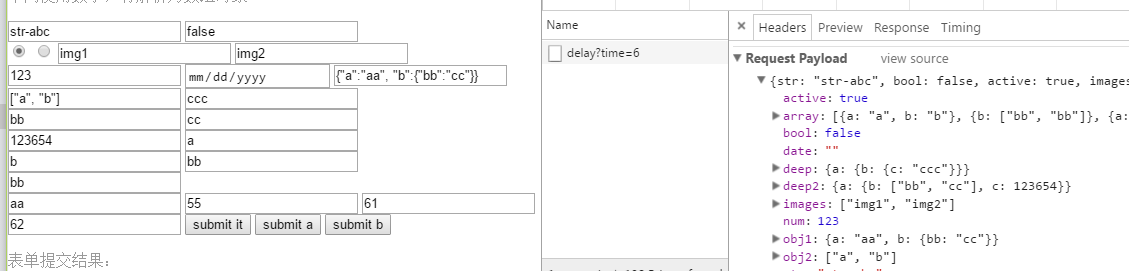 str-abc false
img1 img2
123 mm/dd/yyyy {"a":"aa", "b":{"bb":"cc"}}
["a", "b"] ccc
bb cc
123654 a
b bb
bb
aa 55 61
62 submit it submit a submit b
表单提交结果:
Name
delay?time=6
× Headers Preview Response Timing
▼ Request Payload view source
▼ {str: "str-abc", bool: false, active: true, images
active: true
▶ array: [{a: "a", b: "b"}, {b: ["bb", "bb"]}, {a:
bool: false
date: ""
▶ deep: {a: {b: {c: "ccc"}}}
▶ deep2: {a: {b: ["bb", "cc"], c: 123654}}
▶ images: ["img1", "img2"]
num: 123
▶ obj1: {a: "aa", b: {bb: "cc"}}
▶ obj2: ["a", "b"]